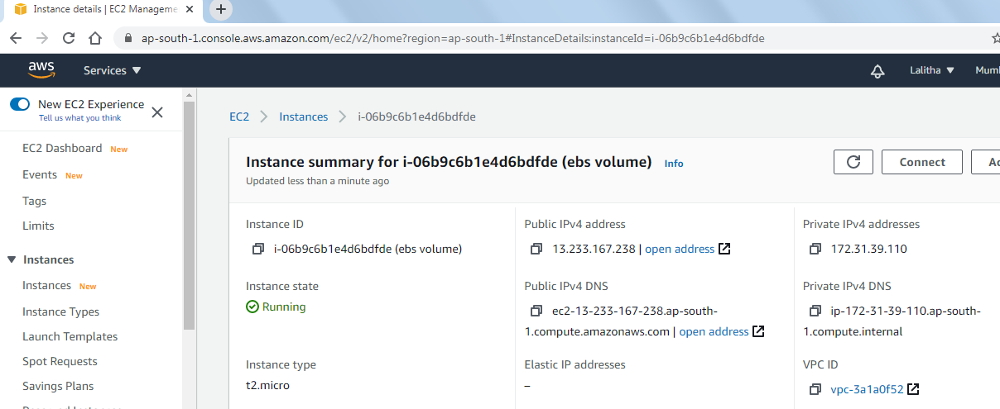 Instance details | EC2 Manageme
ap-south-1.console.aws.amazon.com/ec2/v2/home?region=ap-south-1#InstanceDetails:instanceId=i-06b9c6b1e4d6bdfde
aws
Services
Lalitha
Mum
New EC2 Experience
Tell us what you think
EC2 Dashboard New
Events New
Tags
Limits
Instances
Instances New
Instance Types
Launch Templates
Spot Requests
Savings Plans
EC2
Instances
i-06b9c6b1e4d6bdfde
Instance summary for i-06b9c6b1e4d6bdfde (ebs volume) Info
Updated less than a minute ago
Connect
Ac
Instance ID
i-06b9c6b1e4d6bdfde (ebs volume)
Instance state
Running
Instance type
t2.micro
Public IPv4 address
13.233.167.238 | open address
Public IPv4 DNS
ec2-13-233-167-238.ap-south-
1.compute.amazonaws.com | open address
Elastic IP addresses
–
Private IPv4 addresses
172.31.39.110
Private IPv4 DNS
ip-172-31-39-110.ap-south-
1.compute.internal
VPC ID
vpc-3a1a0f52